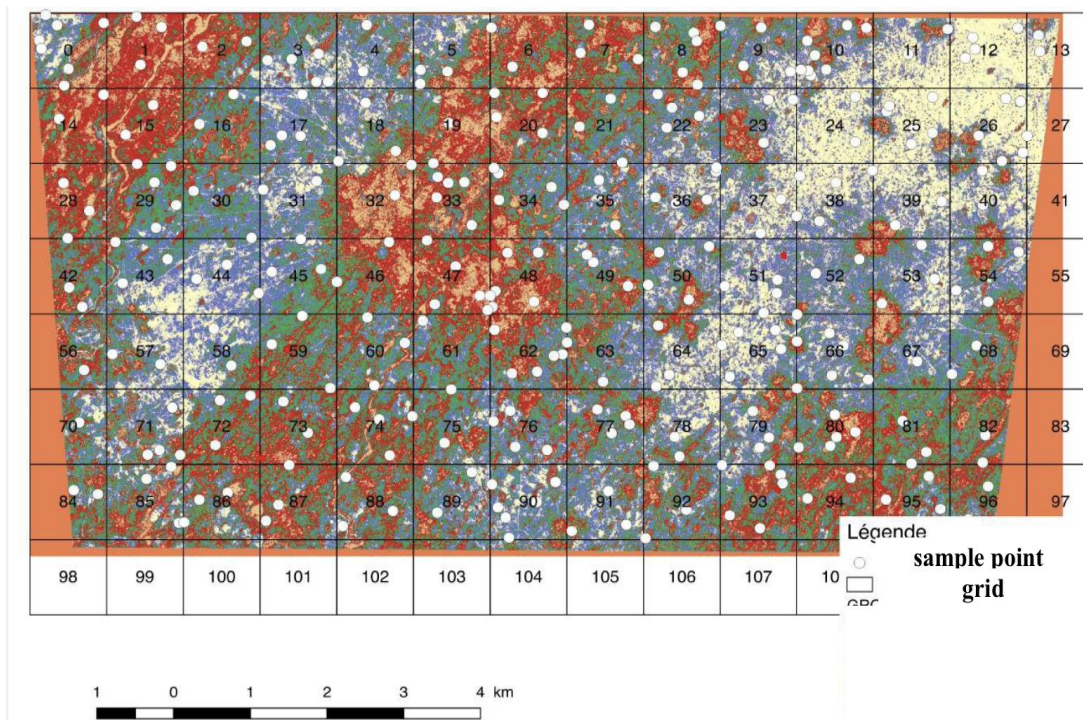 0 1 2 3 4 5 6 7 8 9 10 11 12 13
14 15 16 17 18 19 20 21 22 23 24 25 26 27
28 29 30 31 32 33 34 35 36 37 38 39 40 41
42 43 44 45 46 47 48 49 50 51 52 53 54 55
56 57 58 59 60 61 62 63 64 65 66 67 68 69
70 71 72 73 74 75 76 77 78 79 80 81 82 83
84 85 86 87 88 89 90 91 92 93 94 95 96 97
Légende
sample point
grid
98 99 100 101 102 103 104 105 106 107 10
1 0 1 2 3 4 km